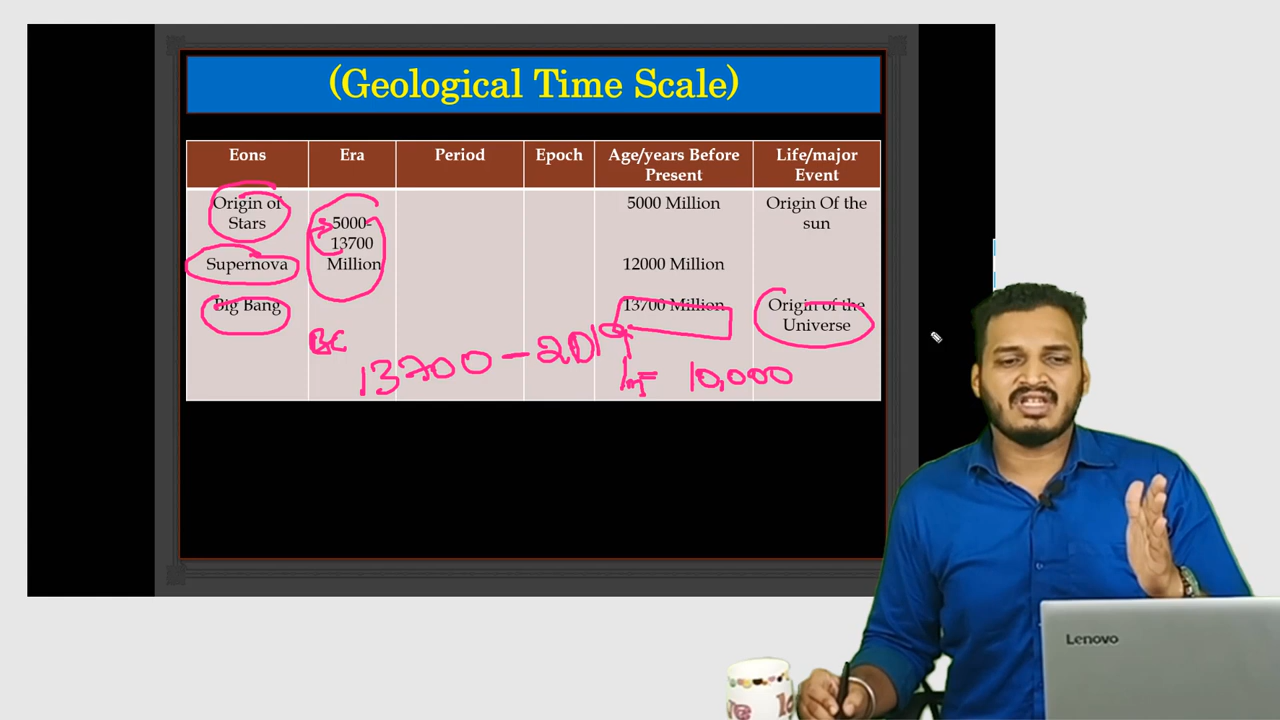 (Geological Time Scale)
Eons Era Period Epoch Age/years Before Present Life/major Event
Origin of Stars 5000-13700 Million 5000 Million Origin Of the sun
Supernova 12000 Million
Big Bang 13700 Million Origin of the Universe
BC
13700 - 2019
= 10,000
Lenovo